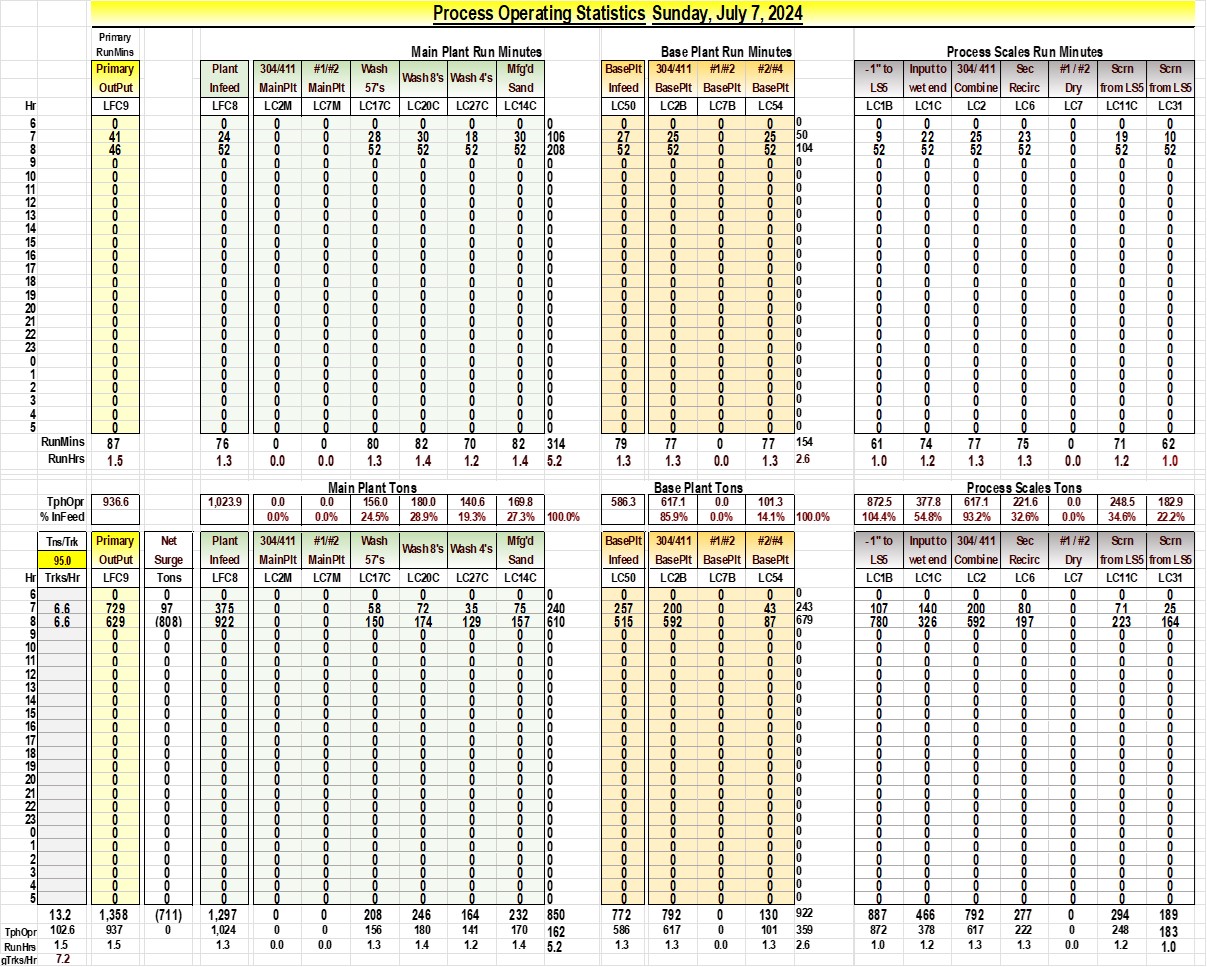 Process Operating Statistics Sunday, July 7, 2024
Primary
RunMins Main Plant Run Minutes Base Plant Run Minutes Process Scales Run Minutes
Primary Plant 304/411 #1/#2 Wash Wash 8's Wash 4's Mfg'd BasePlt 304/411 #1/#2 #2/#4 -1" to Input to 304/ 411 Sec #1 / #2 Scrn Scrn
OutPut Infeed MainPlt MainPlt 57's Sand Infeed BasePlt BasePlt BasePlt LS5 wet end Combine Recirc Dry from LS5 from LS5
Hr LFC9 LFC8 LC2M LC7M LC17C LC20C LC27C LC14C LC50 LC2B LC7B LC54 LC1B LC1C LC2 LC6 LC7 LC11C LC31
6 0 0 0 0 0 0 0 0 0 0 0 0 0 0 0 0 0 0 0 0 0
7 41 24 0 0 28 30 18 30 106 27 25 0 25 50 9 22 25 23 0 19 10
8 46 52 0 0 52 52 52 52 208 52 52 0 52 104 52 52 52 52 0 52 52
9 0 0 0 0 0 0 0 0 0 0 0 0 0 0 0 0 0 0 0 0 0
10 0 0 0 0 0 0 0 0 0 0 0 0 0 0 0 0 0 0 0 0 0
11 0 0 0 0 0 0 0 0 0 0 0 0 0 0 0 0 0 0 0 0 0
12 0 0 0 0 0 0 0 0 0 0 0 0 0 0 0 0 0 0 0 0 0
13 0 0 0 0 0 0 0 0 0 0 0 0 0 0 0 0 0 0 0 0 0
14 0 0 0 0 0 0 0 0 0 0 0 0 0 0 0 0 0 0 0 0 0
15 0 0 0 0 0 0 0 0 0 0 0 0 0 0 0 0 0 0 0 0 0
16 0 0 0 0 0 0 0 0 0 0 0 0 0 0 0 0 0 0 0 0 0
17 0 0 0 0 0 0 0 0 0 0 0 0 0 0 0 0 0 0 0 0 0
18 0 0 0 0 0 0 0 0 0 0 0 0 0 0 0 0 0 0 0 0 0
19 0 0 0 0 0 0 0 0 0 0 0 0 0 0 0 0 0 0 0 0 0
20 0 0 0 0 0 0 0 0 0 0 0 0 0 0 0 0 0 0 0 0 0
21 0 0 0 0 0 0 0 0 0 0 0 0 0 0 0 0 0 0 0 0 0
22 0 0 0 0 0 0 0 0 0 0 0 0 0 0 0 0 0 0 0 0 0
23 0 0 0 0 0 0 0 0 0 0 0 0 0 0 0 0 0 0 0 0 0
0 0 0 0 0 0 0 0 0 0 0 0 0 0 0 0 0 0 0 0 0 0
1 0 0 0 0 0 0 0 0 0 0 0 0 0 0 0 0 0 0 0 0 0
2 0 0 0 0 0 0 0 0 0 0 0 0 0 0 0 0 0 0 0 0 0
3 0 0 0 0 0 0 0 0 0 0 0 0 0 0 0 0 0 0 0 0 0
4 0 0 0 0 0 0 0 0 0 0 0 0 0 0 0 0 0 0 0 0 0
5 0 0 0 0 0 0 0 0 0 0 0 0 0 0 0 0 0 0 0 0 0
RunMins 87 76 0 0 80 82 70 82 314 79 77 0 77 154 61 74 77 75 0 71 62
RunHrs 1.5 1.3 0.0 0.0 1.3 1.4 1.2 1.4 5.2 1.3 1.3 0.0 1.3 2.6 1.0 1.2 1.3 1.3 0.0 1.2 1.0
Main Plant Tons Base Plant Tons Process Scales Tons
TphOpr 936.6 1,023.9 0.0 0.0 156.0 180.0 140.6 169.8 586.3 617.1 0.0 101.3 872.5 377.8 617.1 221.6 0.0 248.5 182.9
% InFeed 0.0% 0.0% 24.5% 28.9% 19.3% 27.3% 100.0% 85.9% 0.0% 14.1% 100.0% 104.4% 54.8% 93.2% 32.6% 0.0% 34.6% 22.2%
Tns/Trk Primary Net Plant 304/411 #1/#2 Wash Wash 8's Wash 4's Mfg'd BasePlt 304/411 #1/#2 #2/#4 -1" to Input to 304/ 411 Sec #1 / #2 Scrn Scrn
95.0 OutPut Surge Infeed MainPlt MainPlt 57's Sand Infeed BasePlt BasePlt BasePlt LS5 wet end Combine Recirc Dry from LS5 from LS5
Hr Trks/Hr LFC9 Tons LFC8 LC2M LC7M LC17C LC20C LC27C LC14C LC50 LC2B LC7B LC54 LC1B LC1C LC2 LC6 LC7 LC11C LC31
6 0 0 0 0 0 0 0 0 0 0 0 0 0 0 0 0 0 0 0 0 0 0
7 6.6 729 97 375 0 0 58 72 35 75 240 257 200 0 43 243 107 140 200 80 0 71 25
8 6.6 629 (808) 922 0 0 150 174 129 157 610 515 592 0 87 679 780 326 592 197 0 223 164
9 0 0 0 0 0 0 0 0 0 0 0 0 0 0 0 0 0 0 0 0 0 0
10 0 0 0 0 0 0 0 0 0 0 0 0 0 0 0 0 0 0 0 0 0 0
11 0 0 0 0 0 0 0 0 0 0 0 0 0 0 0 0 0 0 0 0 0 0
12 0 0 0 0 0 0 0 0 0 0 0 0 0 0 0 0 0 0 0 0 0 0
13 0 0 0 0 0 0 0 0 0 0 0 0 0 0 0 0 0 0 0 0 0 0
14 0 0 0 0 0 0 0 0 0 0 0 0 0 0 0 0 0 0 0 0 0 0
15 0 0 0 0 0 0 0 0 0 0 0 0 0 0 0 0 0 0 0 0 0 0
16 0 0 0 0 0 0 0 0 0 0 0 0 0 0 0 0 0 0 0 0 0 0
17 0 0 0 0 0 0 0 0 0 0 0 0 0 0 0 0 0 0 0 0 0 0
18 0 0 0 0 0 0 0 0 0 0 0 0 0 0 0 0 0 0 0 0 0 0
19 0 0 0 0 0 0 0 0 0 0 0 0 0 0 0 0 0 0 0 0 0 0
20 0 0 0 0 0 0 0 0 0 0 0 0 0 0 0 0 0 0 0 0 0 0
21 0 0 0 0 0 0 0 0 0 0 0 0 0 0 0 0 0 0 0 0 0 0
22 0 0 0 0 0 0 0 0 0 0 0 0 0 0 0 0 0 0 0 0 0 0
23 0 0 0 0 0 0 0 0 0 0 0 0 0 0 0 0 0 0 0 0 0 0
0 0 0 0 0 0 0 0 0 0 0 0 0 0 0 0 0 0 0 0 0 0 0
1 0 0 0 0 0 0 0 0 0 0 0 0 0 0 0 0 0 0 0 0 0 0
2 0 0 0 0 0 0 0 0 0 0 0 0 0 0 0 0 0 0 0 0 0 0
3 0 0 0 0 0 0 0 0 0 0 0 0 0 0 0 0 0 0 0 0 0 0
4 0 0 0 0 0 0 0 0 0 0 0 0 0 0 0 0 0 0 0 0 0 0
5 0 0 0 0 0 0 0 0 0 0 0 0 0 0 0 0 0 0 0 0 0 0
13.2 1,358 (711) 1,297 0 0 208 246 164 232 850 772 792 0 130 922 887 466 792 277 0 294 189
TphOpr 102.6 937 0 1,024 0 0 156 180 141 170 162 586 617 0 101 359 872 378 617 222 0 248 183
RunHrs 1.5 1.5 1.3 0.0 0.0 1.3 1.4 1.2 1.4 5.2 1.3 1.3 0.0 1.3 2.6 1.0 1.2 1.3 1.3 0.0 1.2 1.0
gTrks/Hr 7.2